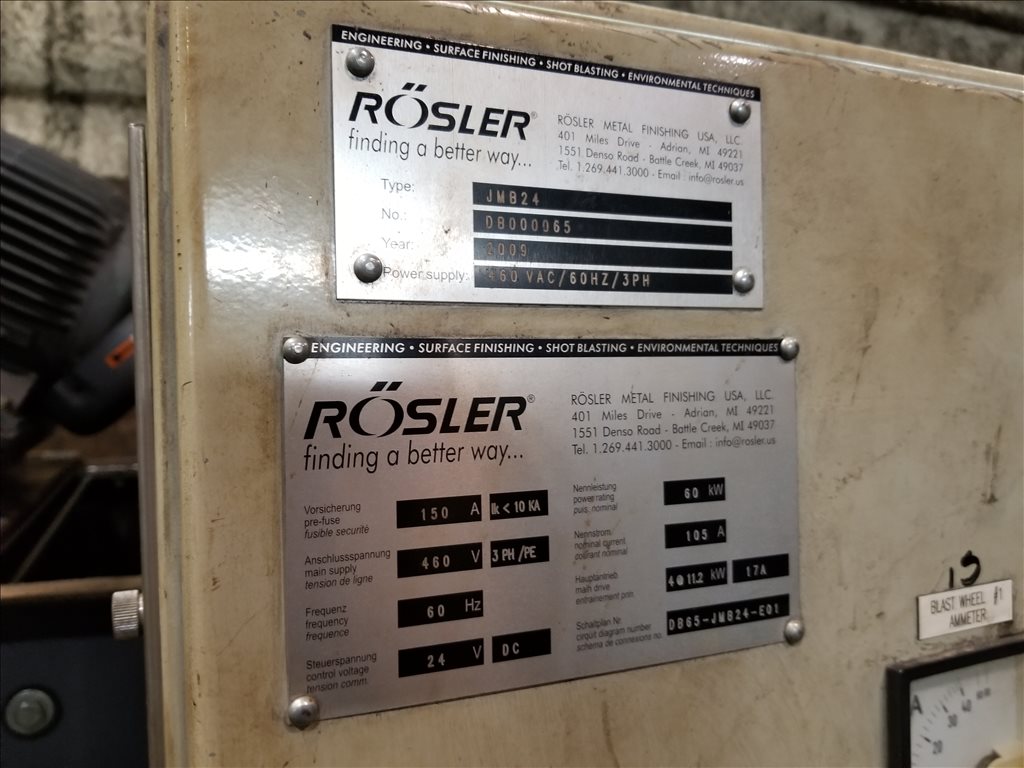 ENGINEERING • SURFACE FINISHING • SHOT BLASTING • ENVIRONMENTAL TECHNIQUES
RÖSLER®
finding a better way...
RÖSLER METAL FINISHING USA, LLC.
401 Miles Drive - Adrian, MI 49221
1551 Denso Road - Battle Creek, MI 49037
Tel. 1.269.441.3000 - Email : info@rosler.us
Type: JMB24
No.: DB000065
Year: 2009
Power supply: 460 VAC/60HZ/3PH
ENGINEERING • SURFACE FINISHING • SHOT BLASTING • ENVIRONMENTAL TECHNIQUES
RÖSLER®
finding a better way...
RÖSLER METAL FINISHING USA, LLC.
401 Miles Drive - Adrian, MI 49221
1551 Denso Road - Battle Creek, MI 49037
Tel. 1.269.441.3000 - Email : info@rosler.us
Vorsicherung
pre-fuse
fusible securité
150 A Ik < 10 KA
Anschlussspannung
main supply
tension de ligne
460 V 3 PH/PE
Frequenz
frequency
frequence
60 Hz
Steuerspannung
control voltage
tension comm.
24 V DC
Nennleistung
power rating
puis. nominal
60 kW
Nennstrom
nominal current
courant nominal
105 A
Hauptantrieb
main drive
entrainement prin.
4@11.2 kW 17A
Schaltplan Nr.
circuit diagram number
schema de connexions no.
DB65-JMB24-E01
15
BLAST WHEEL #1
AMMETER
A
20
30
40